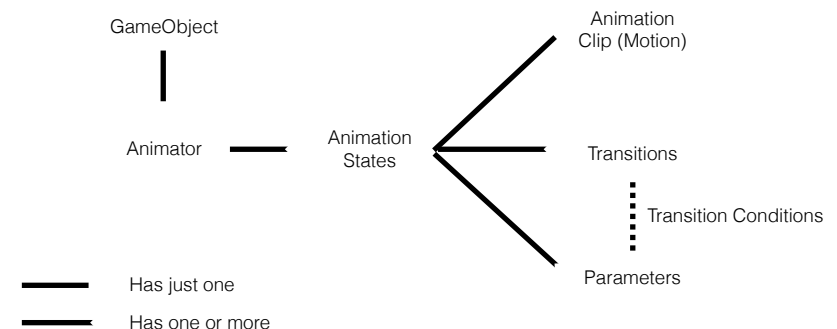 GameObject
Animation
Clip (Motion)
Animator
Animation
States
Transitions
Transition Conditions
Parameters
Has just one
Has one or more